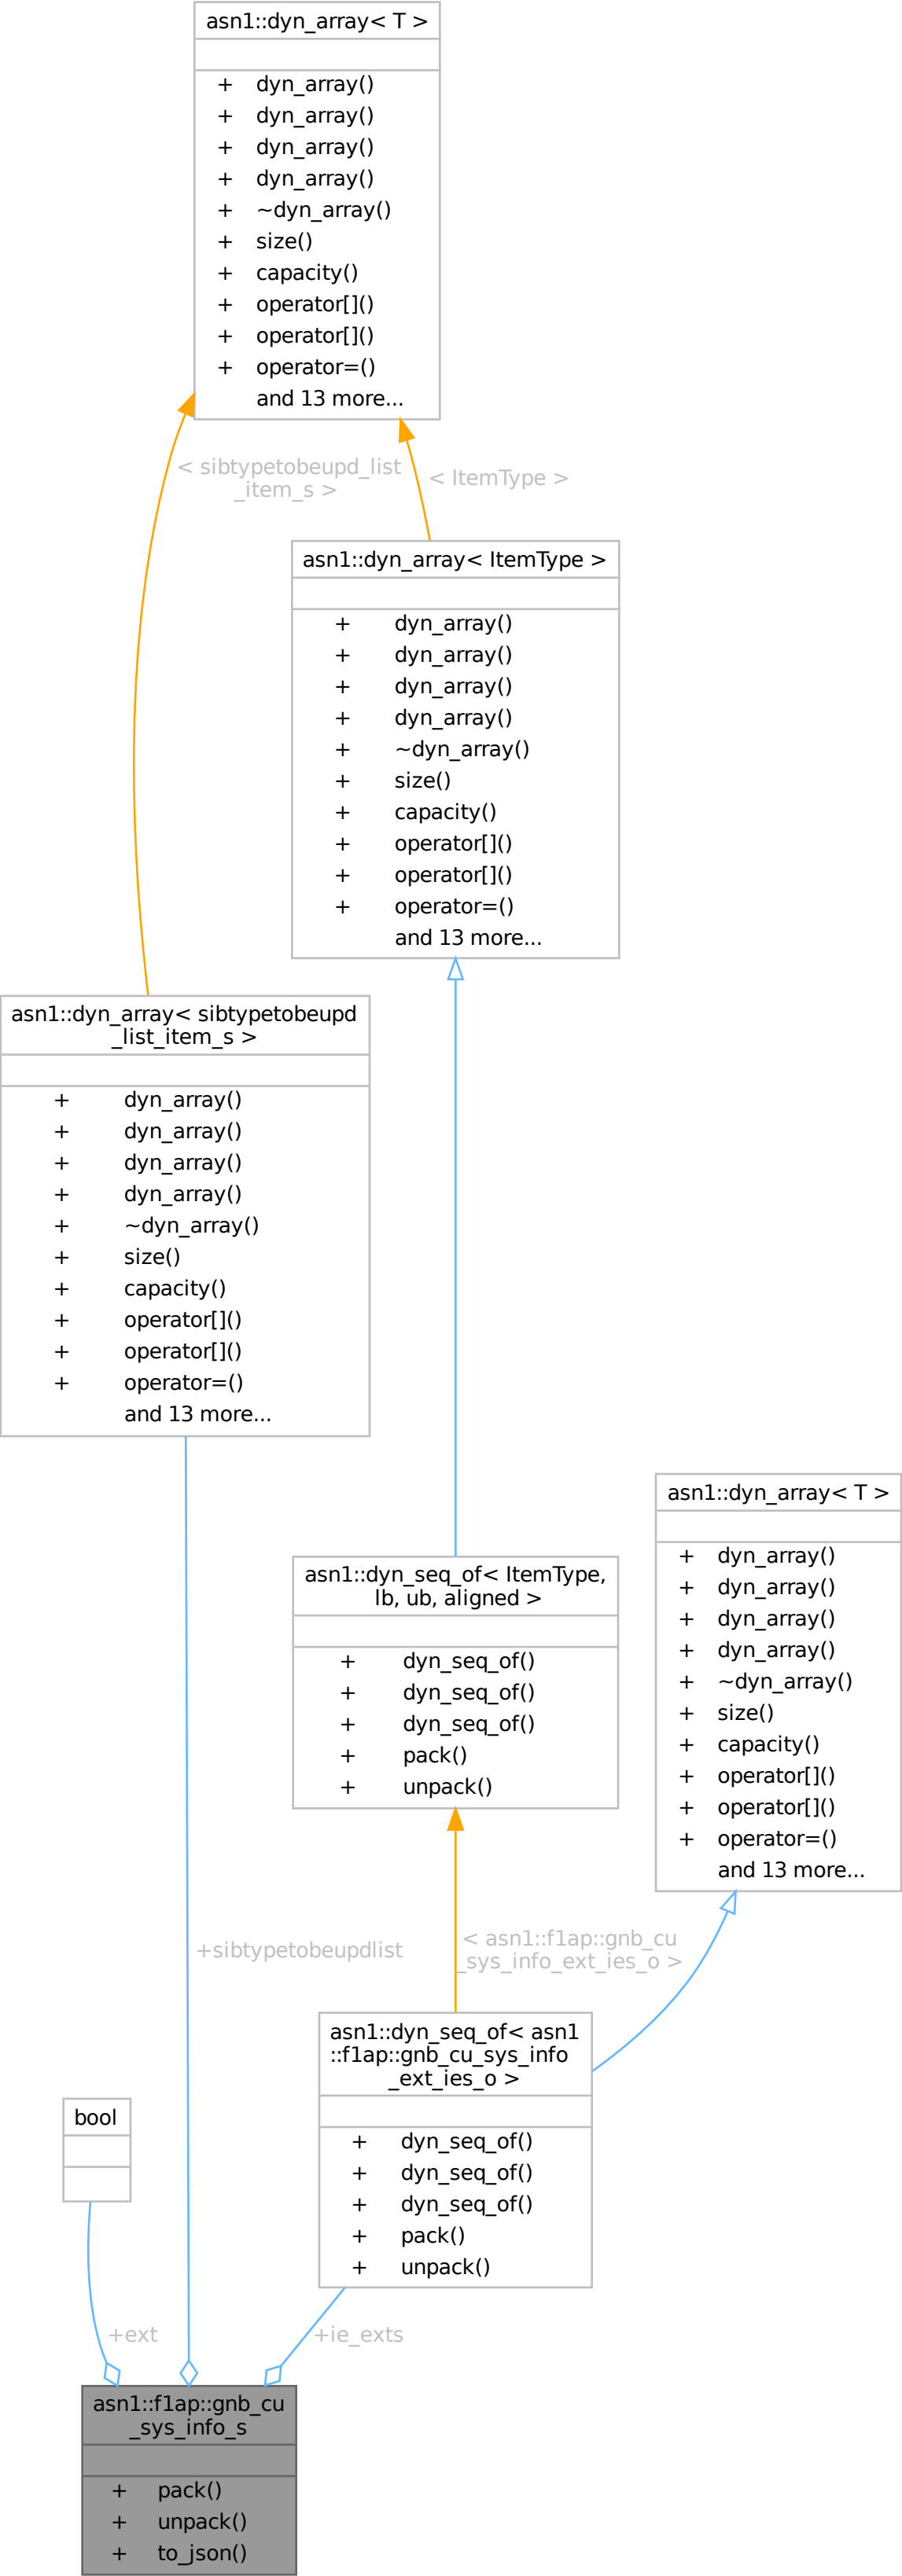 asn1::dyn_array< T >
+ dyn_array()
+ dyn_array()
+ dyn_array()
+ dyn_array()
+ ~dyn_array()
+ size()
+ capacity()
+ operator[]()
+ operator[]()
+ operator=()
and 13 more...
< sibtypetobeupd_list
_item_s >
< ItemType >
asn1::dyn_array< ItemType >
+ dyn_array()
+ dyn_array()
+ dyn_array()
+ dyn_array()
+ ~dyn_array()
+ size()
+ capacity()
+ operator[]()
+ operator[]()
+ operator=()
and 13 more...
asn1::dyn_array< sibtypetobeupd
_list_item_s >
+ dyn_array()
+ dyn_array()
+ dyn_array()
+ dyn_array()
+ ~dyn_array()
+ size()
+ capacity()
+ operator[]()
+ operator[]()
+ operator=()
and 13 more...
asn1::dyn_array< T >
+ dyn_array()
+ dyn_array()
+ dyn_array()
+ dyn_array()
+ ~dyn_array()
+ size()
+ capacity()
+ operator[]()
+ operator[]()
+ operator=()
and 13 more...
asn1::dyn_seq_of< ItemType,
lb, ub, aligned >
+ dyn_seq_of()
+ dyn_seq_of()
+ dyn_seq_of()
+ pack()
+ unpack()
+sibtypetobeupdlist
< asn1::f1ap::gnb_cu
_sys_info_ext_ies_o >
asn1::dyn_seq_of< asn1
::f1ap::gnb_cu_sys_info
_ext_ies_o >
+ dyn_seq_of()
+ dyn_seq_of()
+ dyn_seq_of()
+ pack()
+ unpack()
bool
+ext
+ie_exts
asn1::f1ap::gnb_cu
_sys_info_s
+ pack()
+ unpack()
+ to_json()